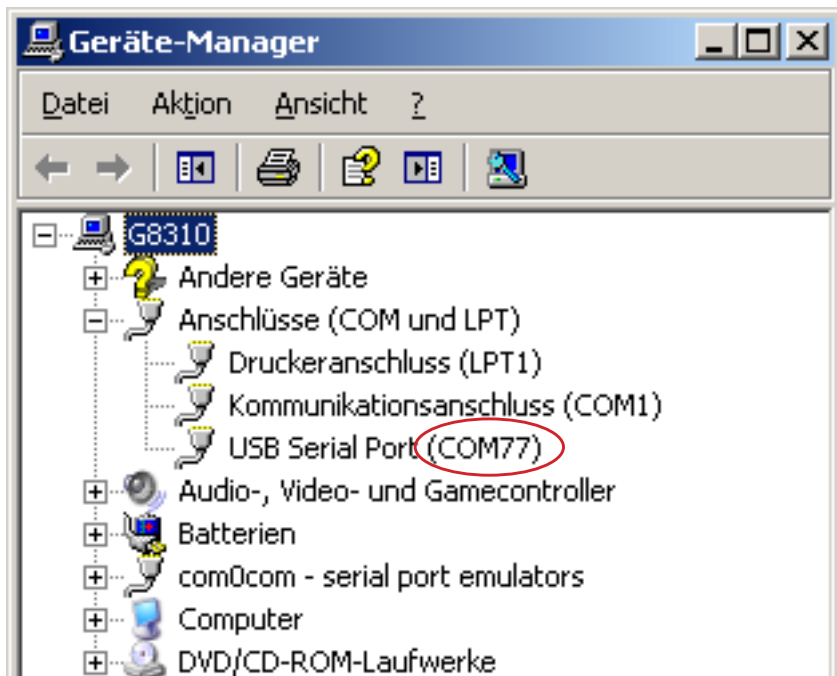 Geräte-Manager
Datei Aktion Ansicht ?
G8310
Andere Geräte
Anschlüsse (COM und LPT)
Druckeranschluss (LPT1)
Kommunikationsanschluss (COM1)
USB Serial Port (COM77)
Audio-, Video- und Gamecontroller
Batterien
com0com - serial port emulators
Computer
DVD/CD-ROM-Laufwerke